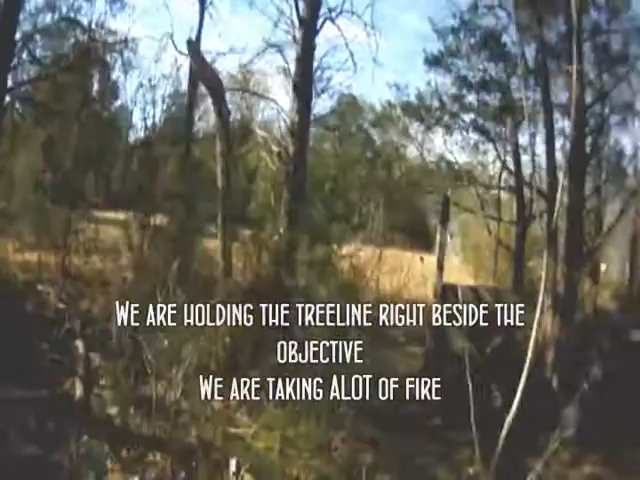 We are holding the treeline right beside the
objective
We are taking ALOT of fire